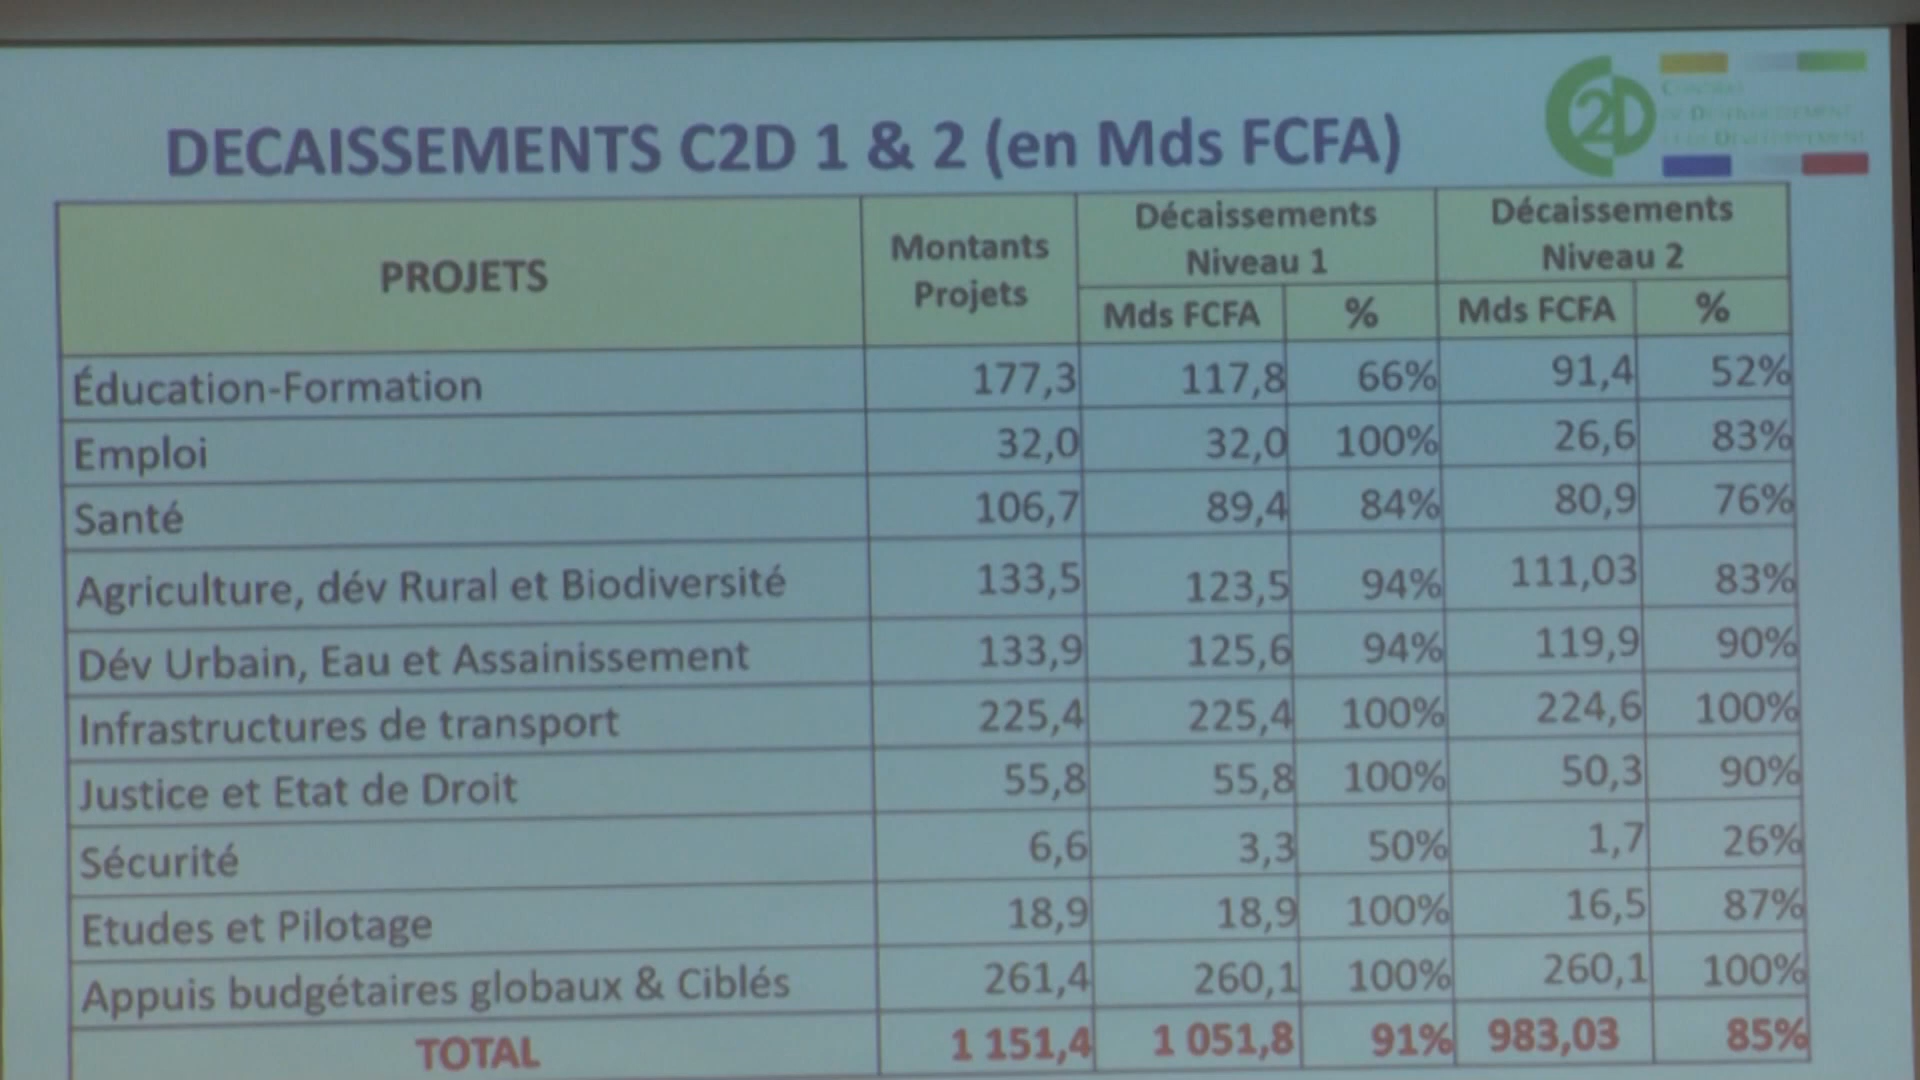 DECAISSEMENTS C2D 1 & 2 (en Mds FCFA)
C2D
PROJETS
Montants Projets
Décaissements Niveau 1
Décaissements Niveau 2
Mds FCFA % Mds FCFA %
Éducation-Formation 177,3 117,8 66% 91,4 52%
Emploi 32,0 32,0 100% 26,6 83%
Santé 106,7 89,4 84% 80,9 76%
Agriculture, dév Rural et Biodiversité 133,5 123,5 94% 111,03 83%
Dév Urbain, Eau et Assainissement 133,9 125,6 94% 119,9 90%
Infrastructures de transport 225,4 225,4 100% 224,6 100%
Justice et Etat de Droit 55,8 55,8 100% 50,3 90%
Sécurité 6,6 3,3 50% 1,7 26%
Etudes et Pilotage 18,9 18,9 100% 16,5 87%
Appuis budgétaires globaux & Ciblés 261,4 260,1 100% 260,1 100%
TOTAL 1 151,4 1 051,8 91% 983,03 85%